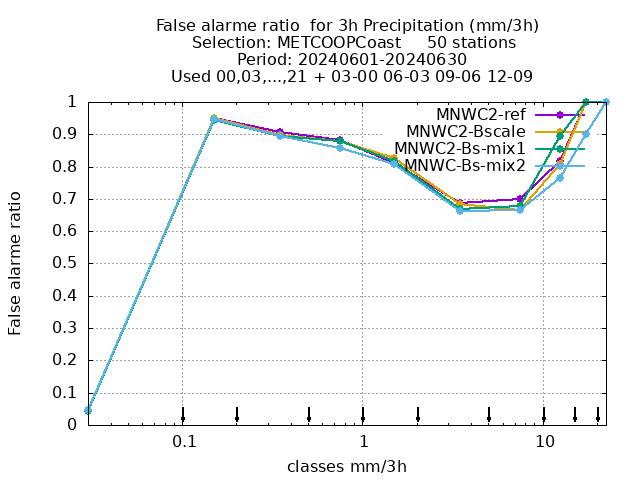 False alarme ratio  for 3h Precipitation (mm/3h)
Selection: METCOOPCoast     50 stations
Period: 20240601-20240630
Used 00,03,...,21 + 03-00 06-03 09-06 12-09
MNWC2-ref
MNWC2-Bscale
MNWC2-Bs-mix1
MNWC-Bs-mix2
False alarme ratio
1
0.9
0.8
0.7
0.6
0.5
0.4
0.3
0.2
0.1
0
0.1 1 10
classes mm/3h